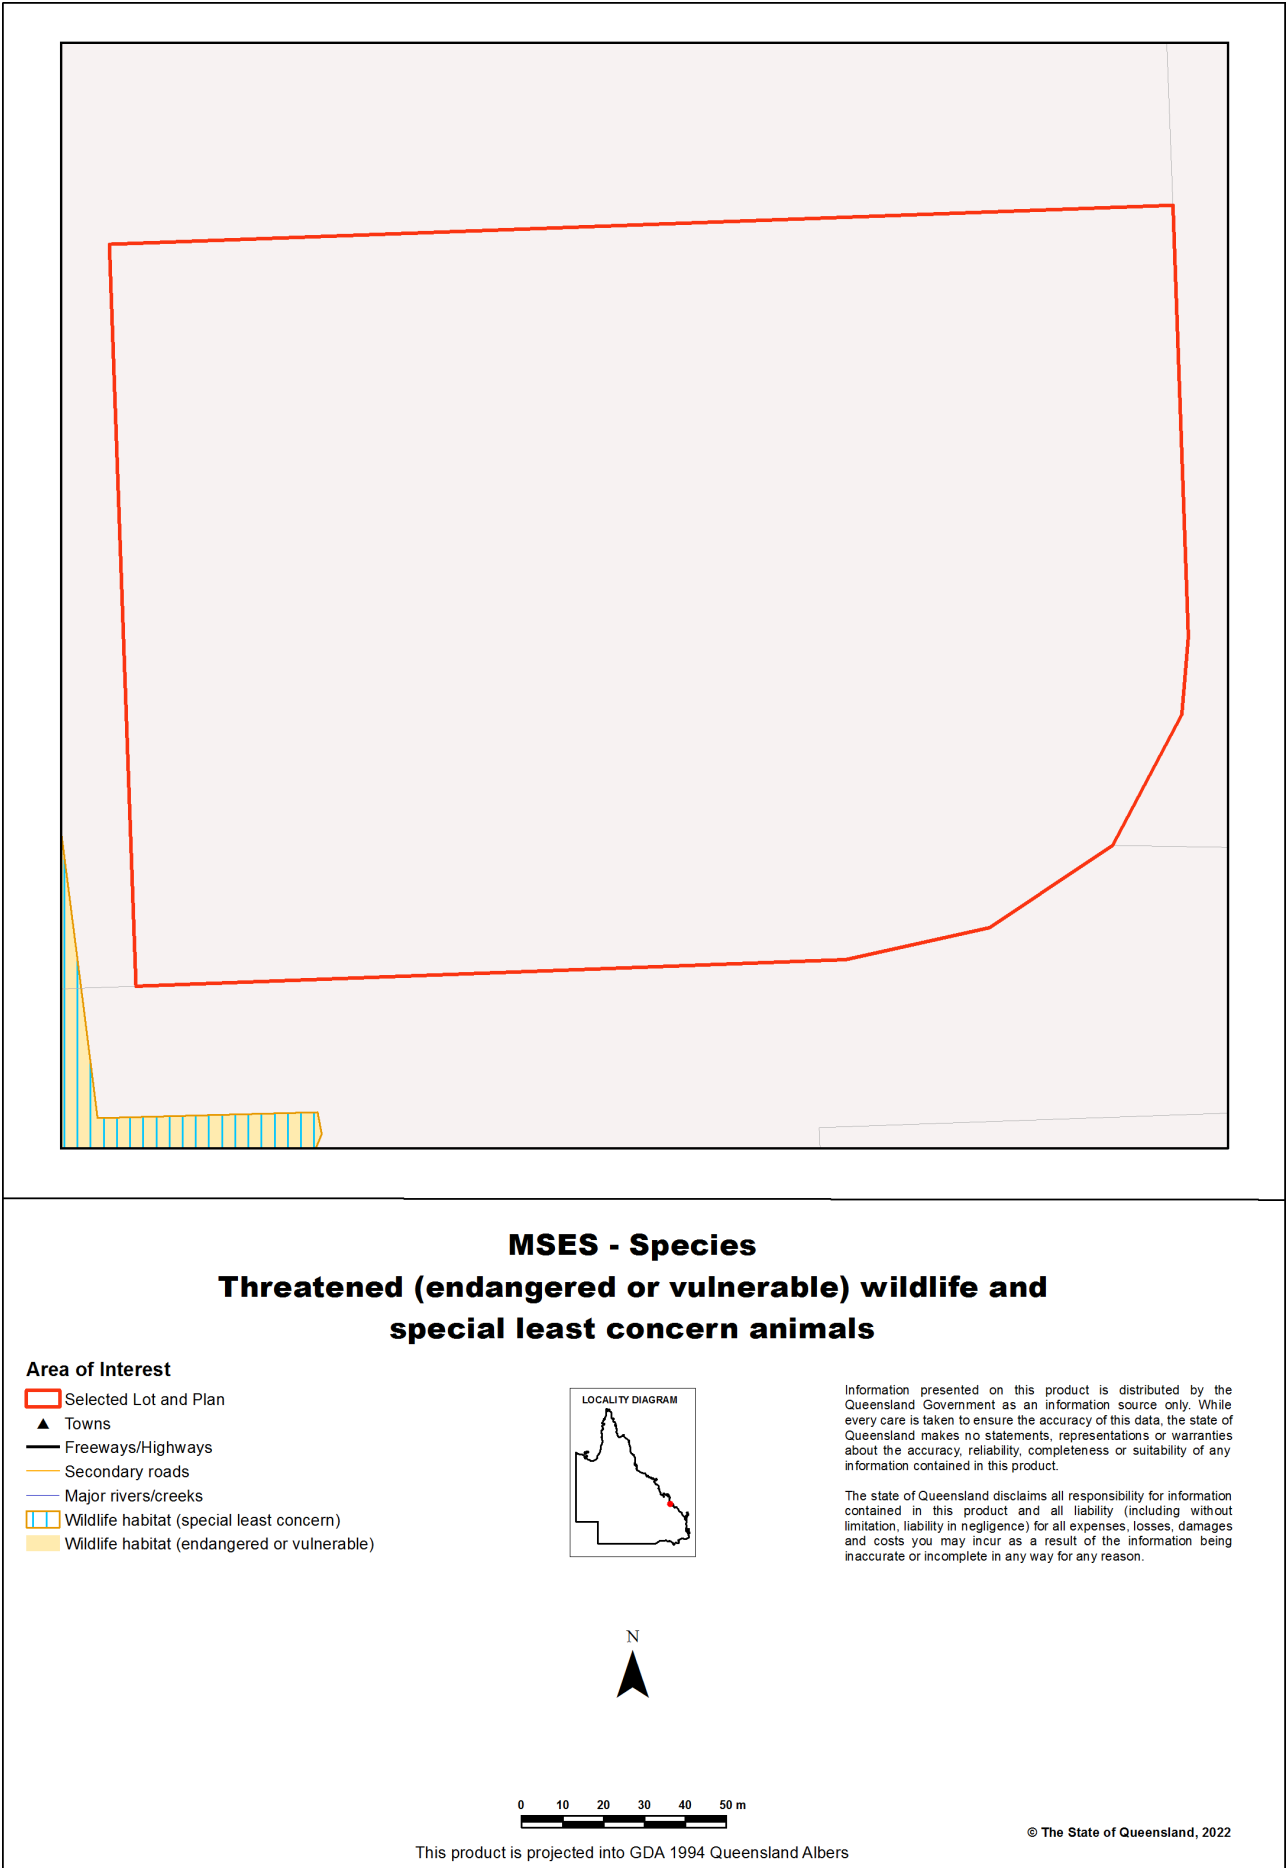 MSES - Species
Threatened (endangered or vulnerable) wildlife and
special least concern animals
Area of Interest
Selected Lot and Plan
Towns
Freeways/Highways
Secondary roads
Major rivers/creeks
Wildlife habitat (special least concern)
Wildlife habitat (endangered or vulnerable)
LOCALITY DIAGRAM
Information presented on this product is distributed by the
Queensland Government as an information source only. While
every care is taken to ensure the accuracy of this data, the state of
Queensland makes no statements, representations or warranties
about the accuracy, reliability, completeness or suitability of any
information contained in this product.
The state of Queensland disclaims all responsibility for information
contained in this product and all liability (including without
limitation, liability in negligence) for all expenses, losses, damages
and costs you may incur as a result of the information being
inaccurate or incomplete in any way for any reason.
N
0 10 20 30 40 50 m
This product is projected into GDA 1994 Queensland Albers
© The State of Queensland, 2022